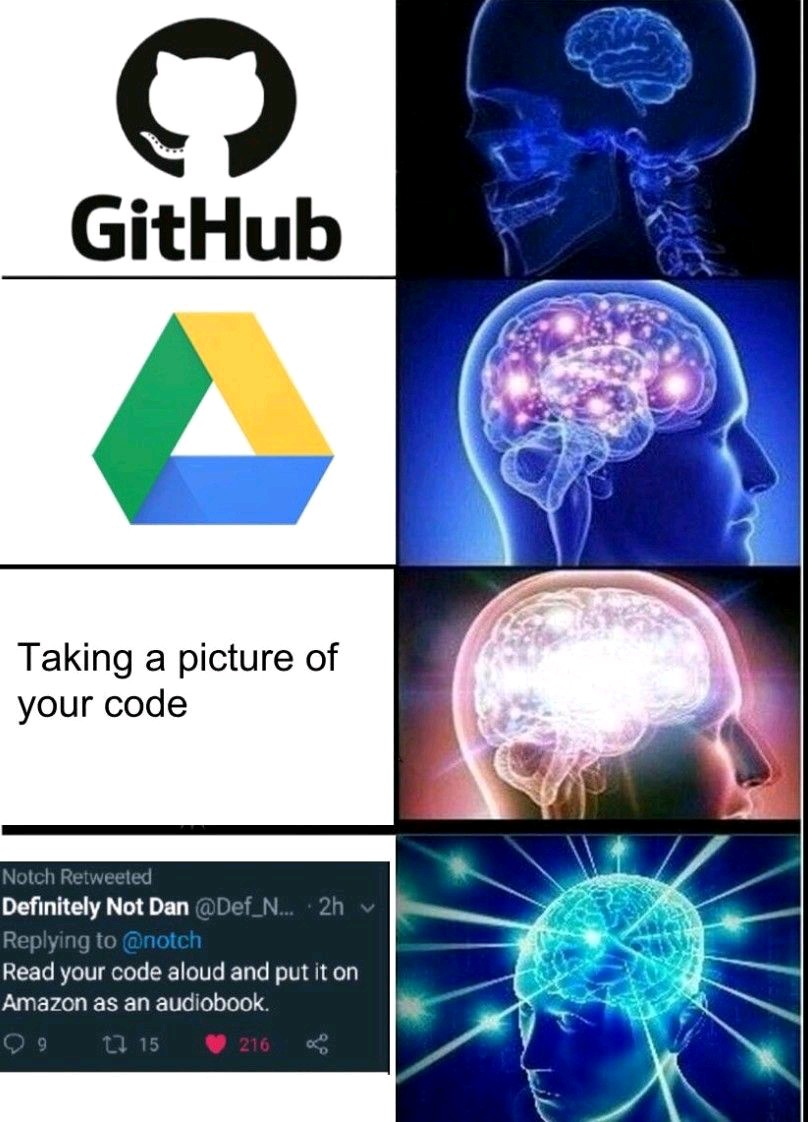 GitHub
Taking a picture of
your code
Notch Retweeted
Definitely Not Dan @Def_N... · 2h
Replying to @notch
Read your code aloud and put it on
Amazon as an audiobook.
9 15 216